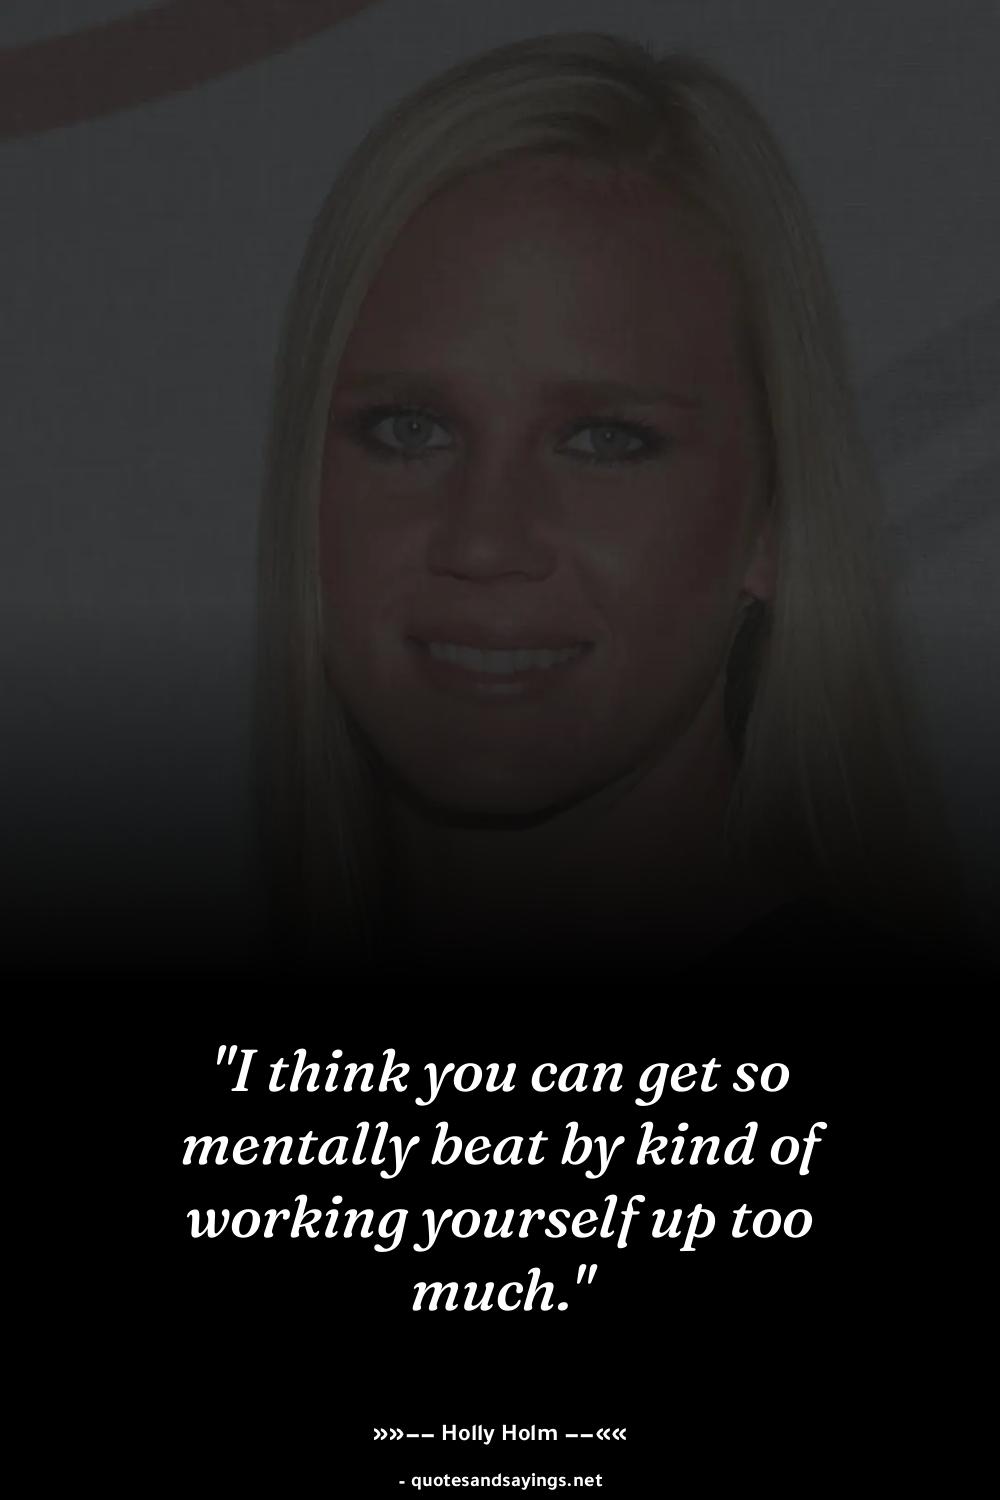 "I think you can get so
mentally beat by kind of
working yourself up too
much."
»»–– Holly Holm ––««
- quotesandsayings.net